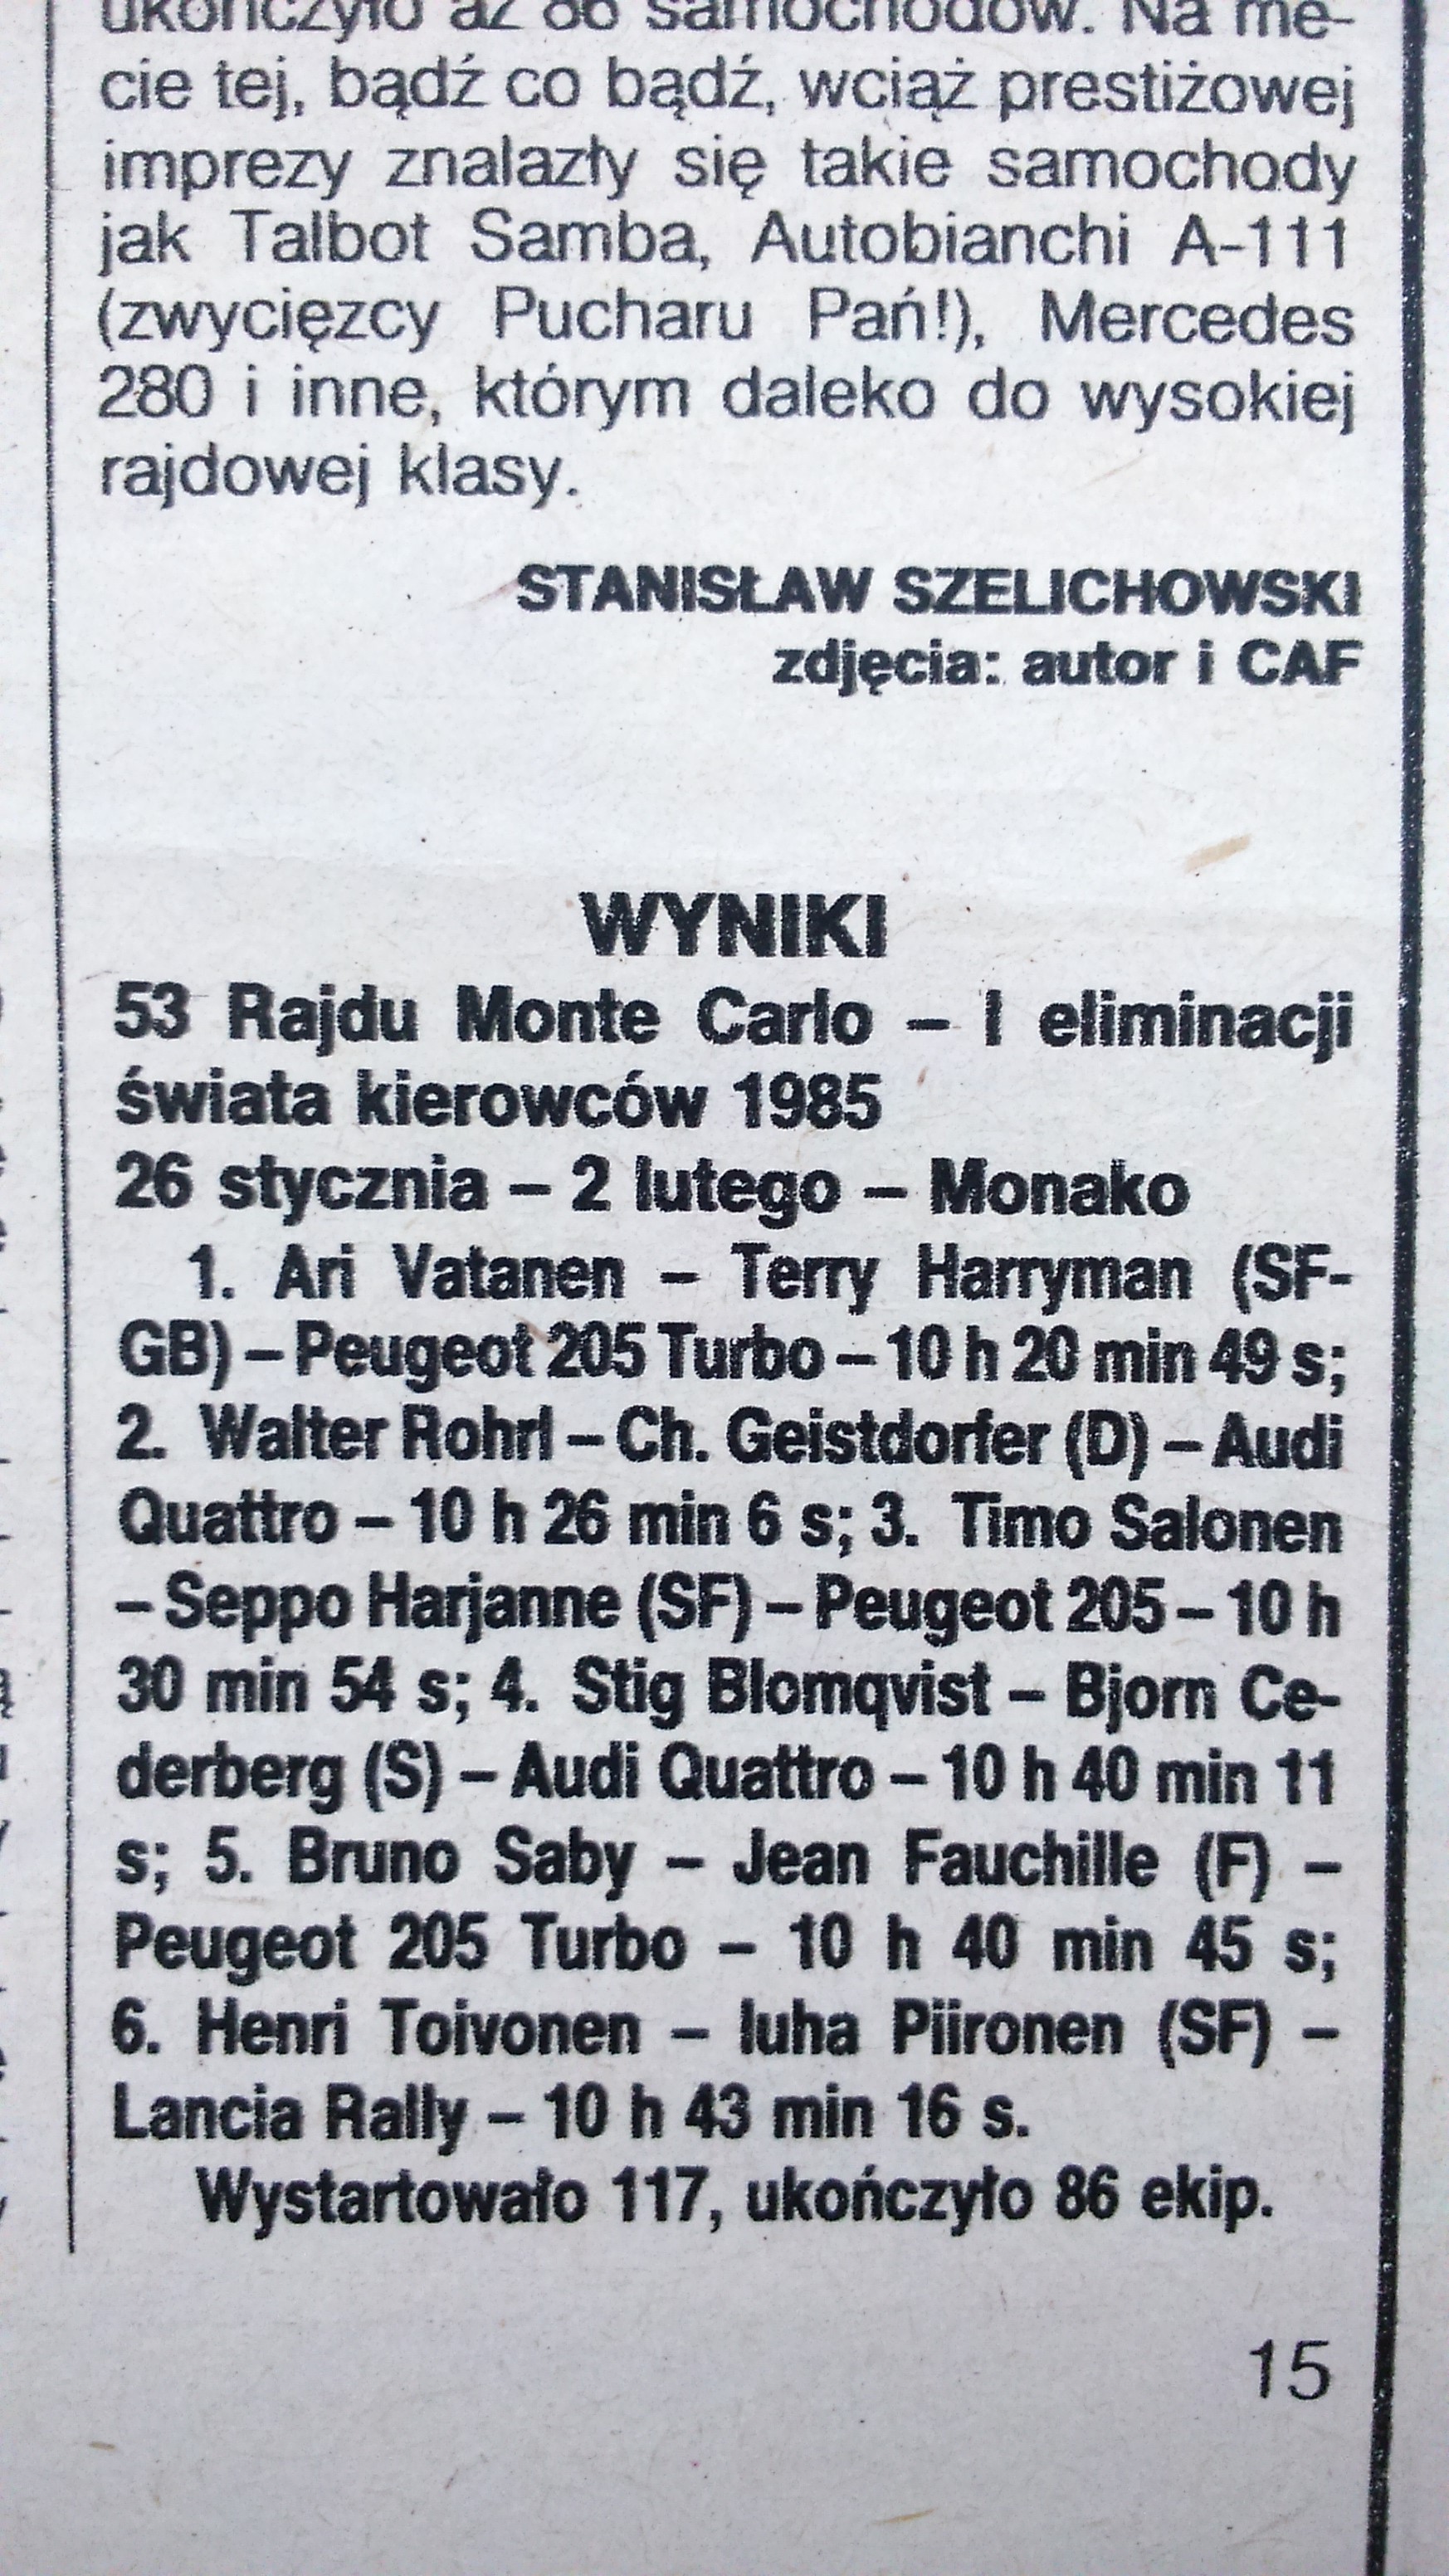 ukończyło aż 86 samochodów. Na me-
cie tej, bądź co bądź, wciąż prestiżowej
imprezy znalazły się takie samochody
jak Talbot Samba, Autobianchi A-111
(zwycięzcy Pucharu Pań!), Mercedes
280 i inne, którym daleko do wysokiej
rajdowej klasy.
STANISŁAW SZELICHOWSKI
zdjęcia: autor i CAF
WYNIKI
53 Rajdu Monte Carlo – I eliminacji
świata kierowców 1985
26 stycznia – 2 lutego – Monako
1. Ari Vatanen – Terry Harryman (SF-
GB) – Peugeot 205 Turbo – 10 h 20 min 49 s;
2. Walter Rohrl – Ch. Geistdorfer (D) – Audi
Quattro – 10 h 26 min 6 s; 3. Timo Salonen
– Seppo Harjanne (SF) – Peugeot 205 – 10 h
30 min 54 s; 4. Stig Blomqvist – Bjorn Ce-
derberg (S) – Audi Quattro – 10 h 40 min 11
s; 5. Bruno Saby – Jean Fauchille (F) –
Peugeot 205 Turbo – 10 h 40 min 45 s;
6. Henri Toivonen – Iuha Piironen (SF) –
Lancia Rally – 10 h 43 min 16 s.
Wystartowało 117, ukończyło 86 ekip.
15